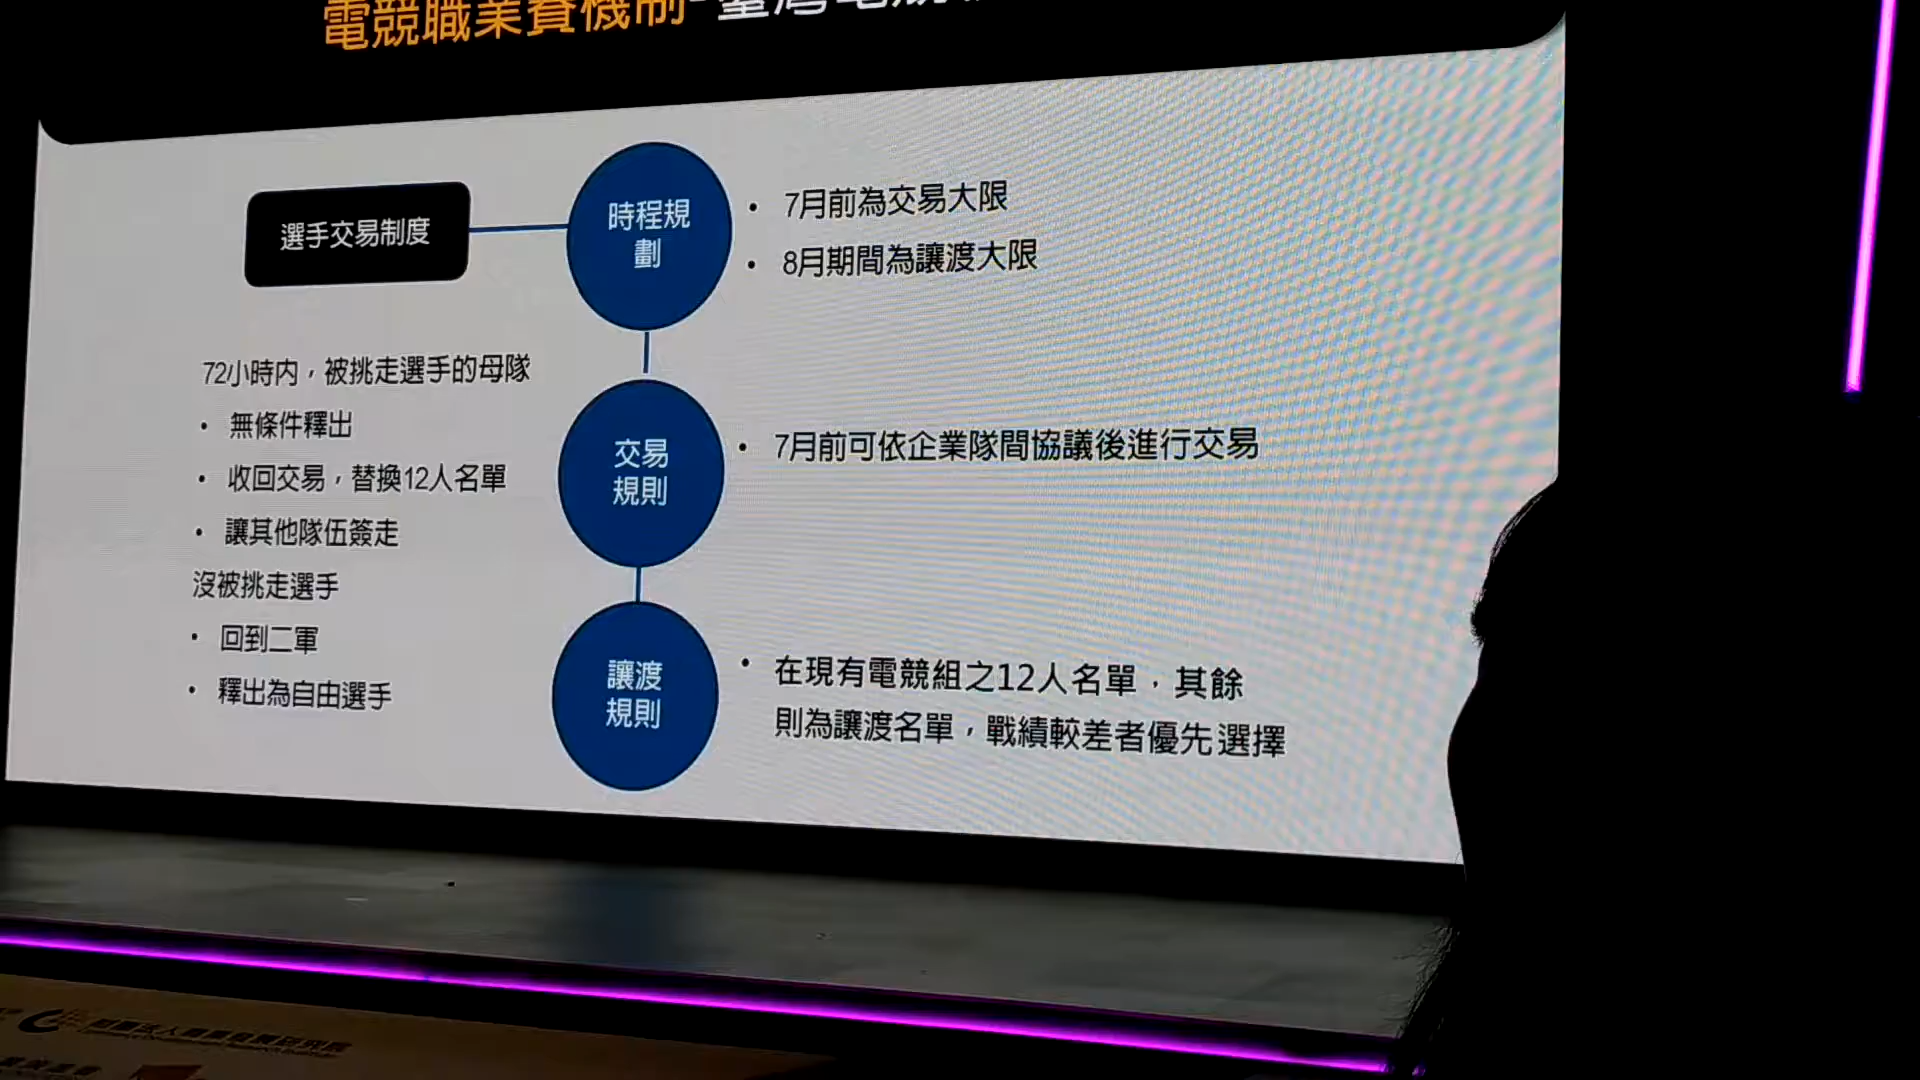 電競職業賽機制-臺灣電競
選手交易制度
時程規
劃
• 7月前為交易大限
• 8月期間為讓渡大限
72小時內，被挑走選手的母隊
• 無條件釋出
• 收回交易，替換12人名單
• 讓其他隊伍簽走
沒被挑走選手
• 回到二軍
• 釋出為自由選手
交易
規則
• 7月前可依企業隊間協議後進行交易
讓渡
規則
• 在現有電競組之12人名單，其餘
則為讓渡名單，戰績較差者優先選擇